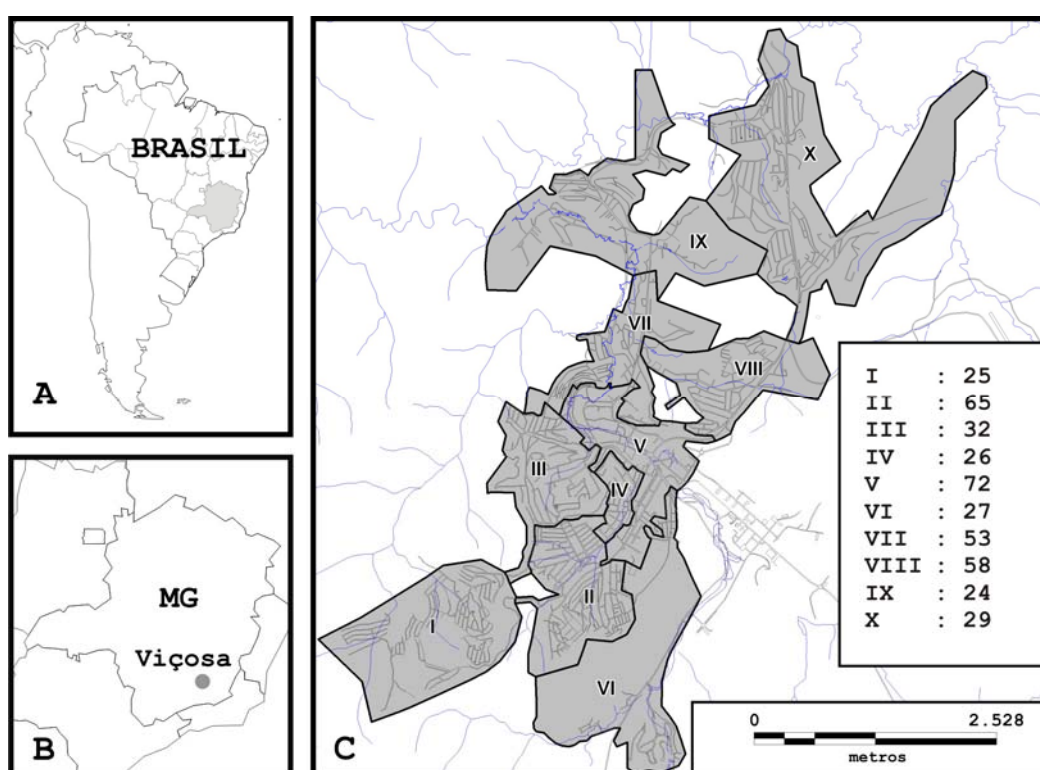 BRASIL
A
MG
Viçosa
B
X
IX
VII
VIII
V
III
IV
II
I
VI
C
I : 25
II : 65
III : 32
IV : 26
V : 72
VI : 27
VII : 53
VIII : 58
IX : 24
X : 29
0 2.528
metros